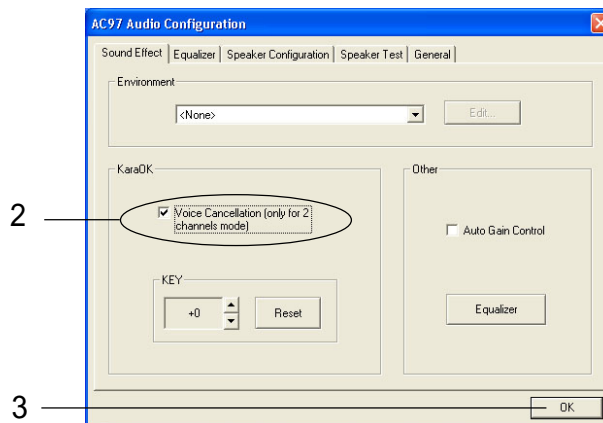 AC97 Audio Configuration
Sound Effect Equalizer Speaker Configuration Speaker Test General
Environment
<None>
Edit...
KaraOK
Other
2
Voice Cancellation (only for 2
channels mode)
Auto Gain Control
KEY
+0
Reset
Equalizer
3
OK